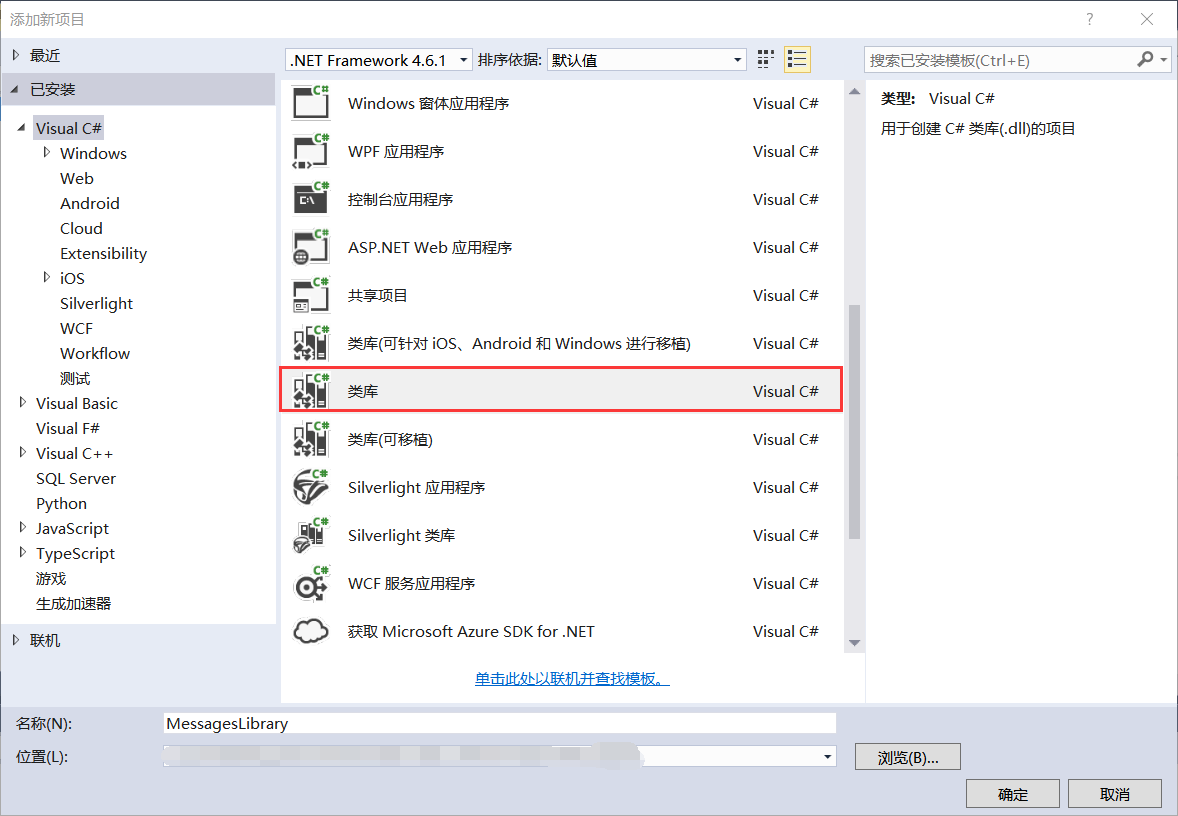 添加新项目
?
最近
已安装
Visual C#
Windows
Web
Android
Cloud
Extensibility
iOS
Silverlight
WCF
Workflow
测试
Visual Basic
Visual F#
Visual C++
SQL Server
Python
JavaScript
TypeScript
游戏
生成加速器
联机
.NET Framework 4.6.1 排序依据: 默认值
C# Windows 窗体应用程序 Visual C#
C# WPF 应用程序 Visual C#
C# C:\ 控制台应用程序 Visual C#
C# ASP.NET Web 应用程序 Visual C#
C# 共享项目 Visual C#
C# 类库(可针对 iOS、Android 和 Windows 进行移植) Visual C#
C# 类库 Visual C#
C# 类库(可移植) Visual C#
C# Silverlight 应用程序 Visual C#
C# Silverlight 类库 Visual C#
C# WCF 服务应用程序 Visual C#
获取 Microsoft Azure SDK for .NET Visual C#
单击此处以联机并查找模板。
搜索已安装模板(Ctrl+E)
类型: Visual C#
用于创建 C# 类库(.dll)的项目
名称(N): MessagesLibrary
位置(L):
浏览(B)...
确定
取消